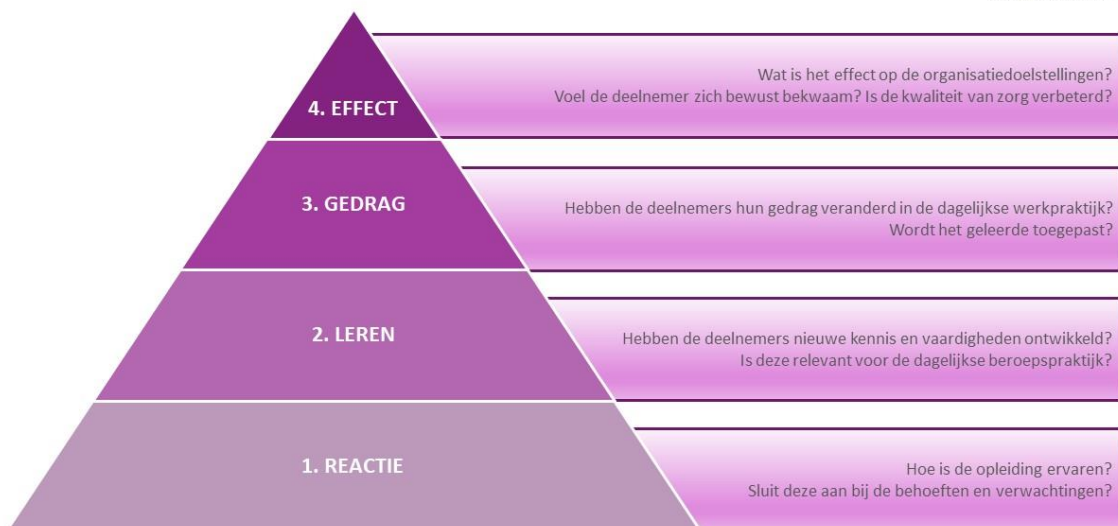 Wat is het effect op de organisatiedoelstellingen?
Voel de deelnemer zich bewust bekwaam? Is de kwaliteit van zorg verbeterd?
4. EFFECT
3. GEDRAG
Hebben de deelnemers hun gedrag veranderd in de dagelijkse werkpraktijk?
Wordt het geleerde toegepast?
2. LEREN
Hebben de deelnemers nieuwe kennis en vaardigheden ontwikkeld?
Is deze relevant voor de dagelijkse beroepspraktijk?
1. REACTIE
Hoe is de opleiding ervaren?
Sluit deze aan bij de behoeften en verwachtingen?